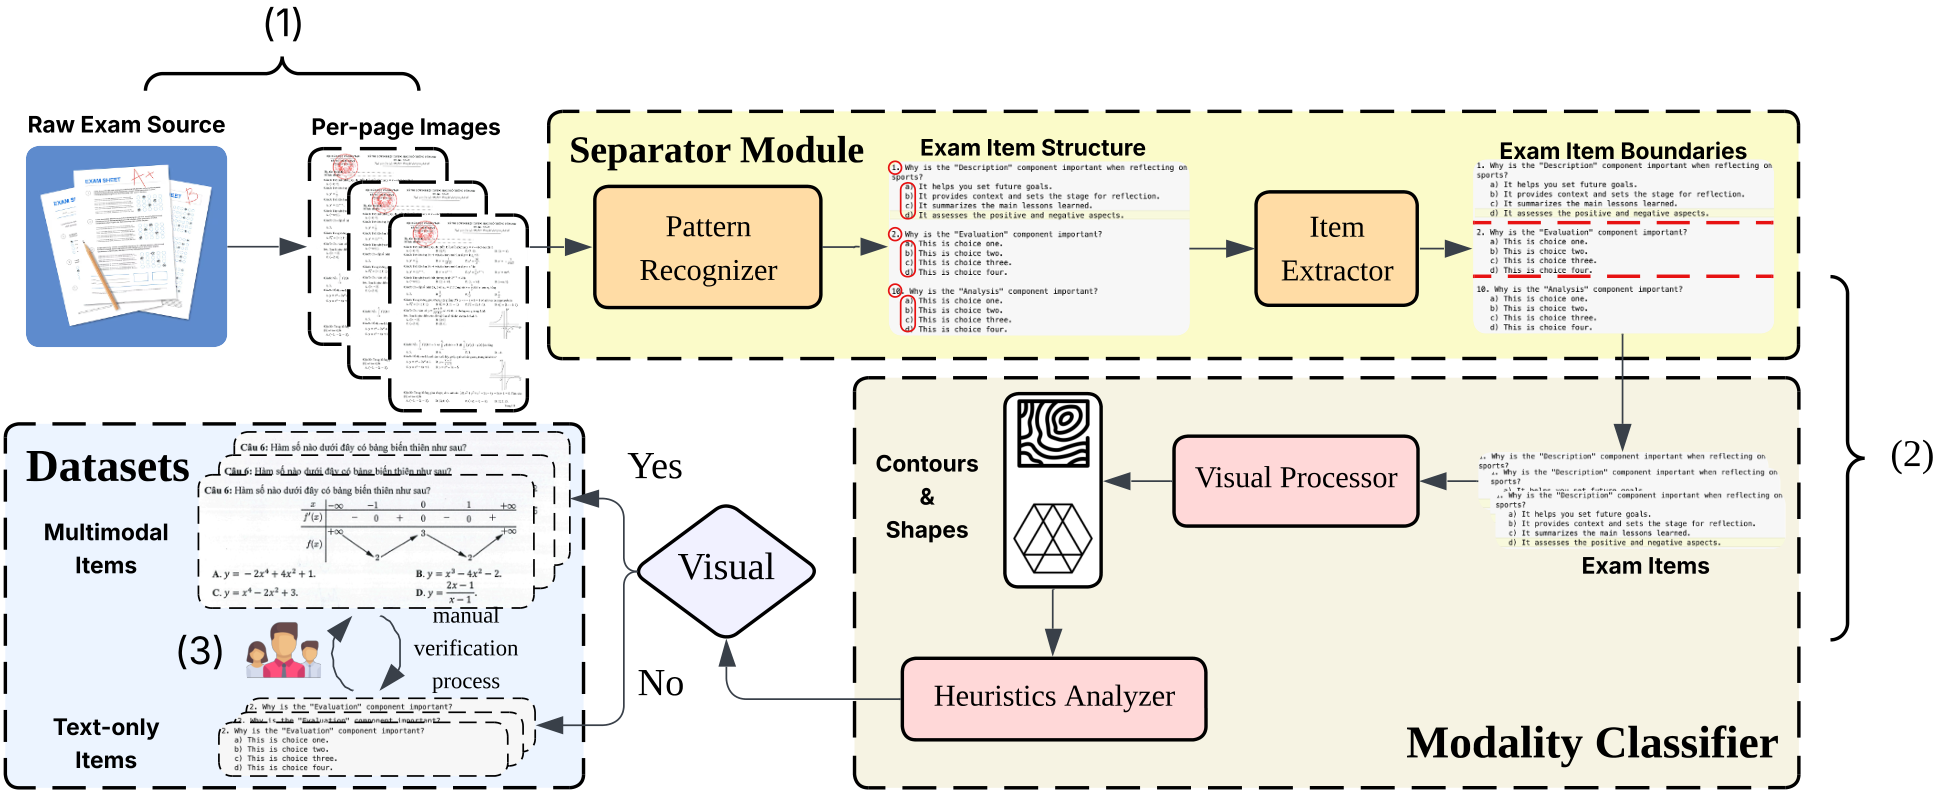 (1)
Raw Exam Source
EXAM SHEET
A+
B
Per-page Images
Separator Module
Pattern
Recognizer
Exam Item Structure
1. Why is the "Description" component important when reflecting on
sports?
a) It helps you set future goals.
b) It provides context and sets the stage for reflection.
c) It summarizes the main lessons learned.
d) It assesses the positive and negative aspects.
2. Why is the "Evaluation" component important?
a) This is choice one.
b) This is choice two.
c) This is choice three.
d) This is choice four.
10. Why is the "Analysis" component important?
a) This is choice one.
b) This is choice two.
c) This is choice three.
d) This is choice four.
Item
Extractor
Exam Item Boundaries
1. Why is the "Description" component important when reflecting on
sports?
a) It helps you set future goals.
b) It provides context and sets the stage for reflection.
c) It summarizes the main lessons learned.
d) It assesses the positive and negative aspects.
2. Why is the "Evaluation" component important?
a) This is choice one.
b) This is choice two.
c) This is choice three.
d) This is choice four.
10. Why is the "Analysis" component important?
a) This is choice one.
b) This is choice two.
c) This is choice three.
d) This is choice four.
(2)
1. Why is the "Description" component important when reflecting on
sports?
1. Why is the "Description" component important when reflecting on
sports?
a) It helps you set future goals.
1. Why is the "Description" component important when reflecting on
sports?
a) It helps you set future goals.
b) It provides context and sets the stage for reflection.
c) It summarizes the main lessons learned.
d) It assesses the positive and negative aspects.
Exam Items
Visual Processor
Contours
&
Shapes
Heuristics Analyzer
Modality Classifier
Visual
Yes
No
Datasets
Multimodal
Items
Câu 6: Hàm số nào dưới đây có bảng biến thiên như sau?
Câu 6: Hàm số nào dưới đây có bảng biến thiên như sau?
Câu 6: Hàm số nào dưới đây có bảng biến thiên như sau?
x −∞ −1 0 1 +∞
f'(x) − 0 + 0 − 0 +
f(x) +∞ 2 3 2 +∞
A. y = −2x⁴ + 4x² + 1.
B. y = x³ − 4x² − 2.
C. y = x⁴ − 2x² + 3.
D. y = 2x − 1 / x − 1.
(3)
manual
verification
process
Text-only
Items
2. Why is the "Evaluation" component important?
2. Why is the "Evaluation" component important?
2. Why is the "Evaluation" component important?
a) This is choice one.
b) This is choice two.
c) This is choice three.
d) This is choice four.